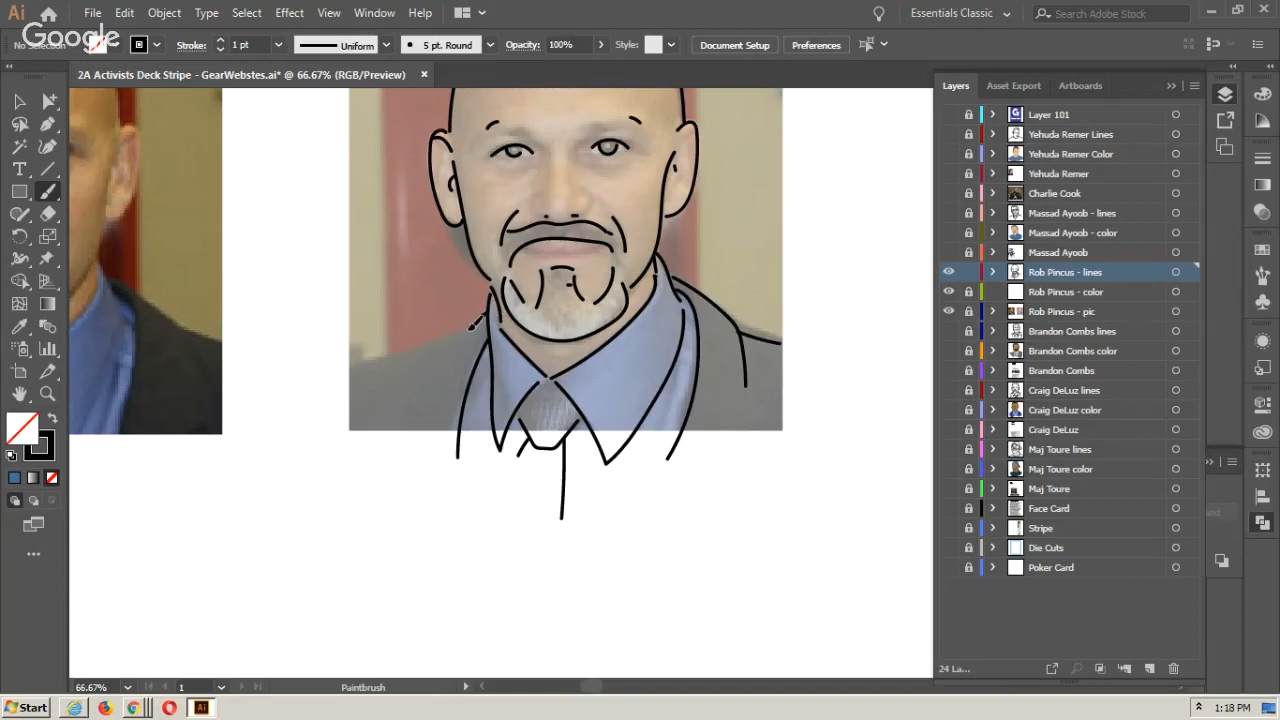 Ai File Edit Object Type Select Effect View Window Help Essentials Classic Search Adobe Stock
Google
No Selection Stroke: 1 pt Uniform 5 pt. Round Opacity: 100% Style: Document Setup Preferences
2A Activists Deck Stripe - GearWebstes.ai* @ 66.67% (RGB/Preview)
Layers Asset Export Artboards
Layer 101
Yehuda Remer Lines
Yehuda Remer Color
Yehuda Remer
Charlie Cook
Massad Ayoob - lines
Massad Ayoob - color
Massad Ayoob
Rob Pincus - lines
Rob Pincus - color
Rob Pincus - pic
Brandon Combs lines
Brandon Combs color
Brandon Combs
Craig DeLuz lines
Craig DeLuz color
Craig DeLuz
Maj Toure lines
Maj Toure color
Maj Toure
Face Card
Stripe
Die Cuts
Poker Card
24 La...
66.67% 1 Paintbrush
Start Ai 1:18 PM